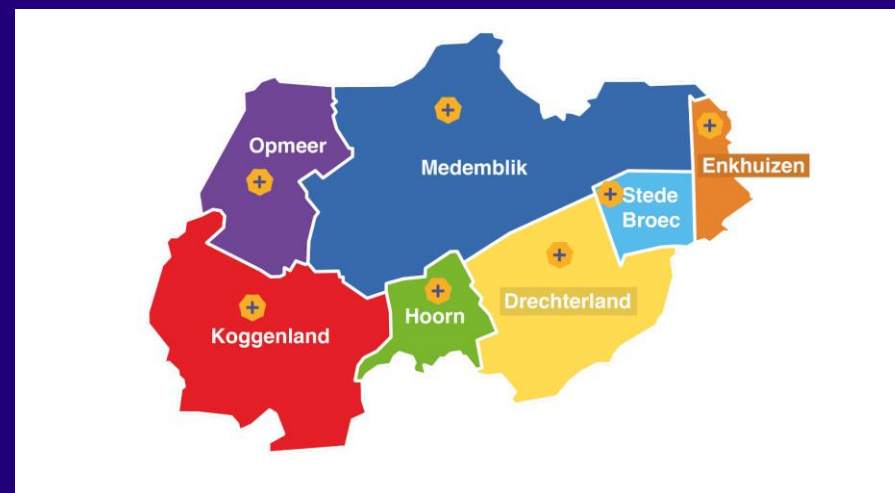 Opmeer
Medemblik
Enkhuizen
Stede
Broec
Drechterland
Hoorn
Koggenland